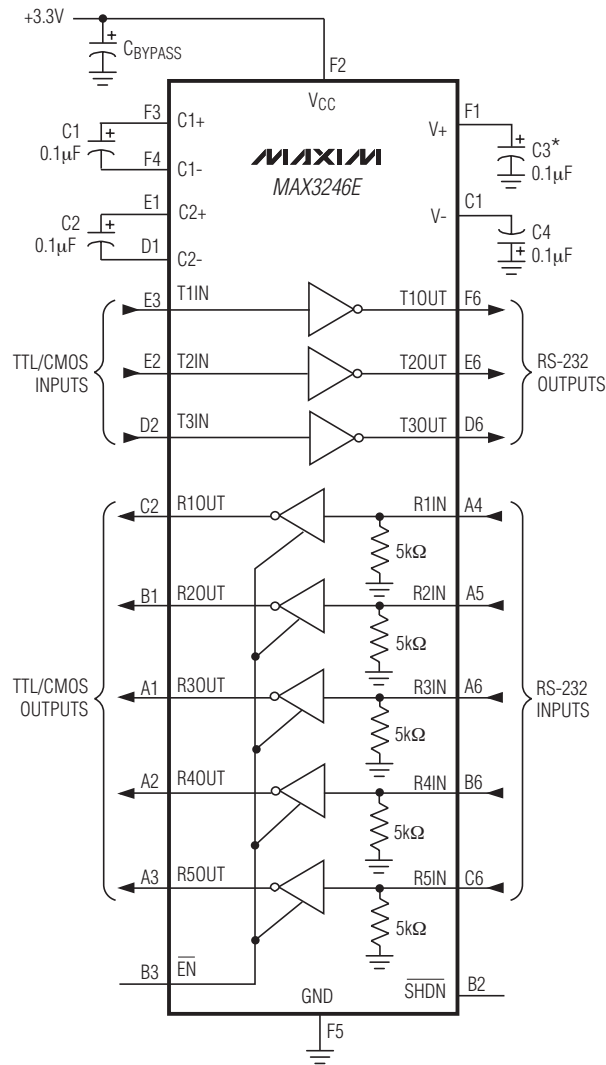 +3.3V
CBYPASS
F2
VCC
F3
C1+
C1
0.1μF
F4
C1-
F1
V+
C3*
0.1μF
MAXIM
MAX3246E
E1
C2+
C2
0.1μF
D1
C2-
C1
V-
C4
0.1μF
E3 T1IN T1OUT F6
TTL/CMOS
INPUTS
E2 T2IN T2OUT E6
RS-232
OUTPUTS
D2 T3IN T3OUT D6
C2 R1OUT R1IN A4
5kΩ
B1 R2OUT R2IN A5
5kΩ
TTL/CMOS
OUTPUTS
A1 R3OUT R3IN A6
RS-232
INPUTS
5kΩ
A2 R4OUT R4IN B6
5kΩ
A3 R5OUT R5IN C6
5kΩ
B3 EN
GND
SHDN B2
F5